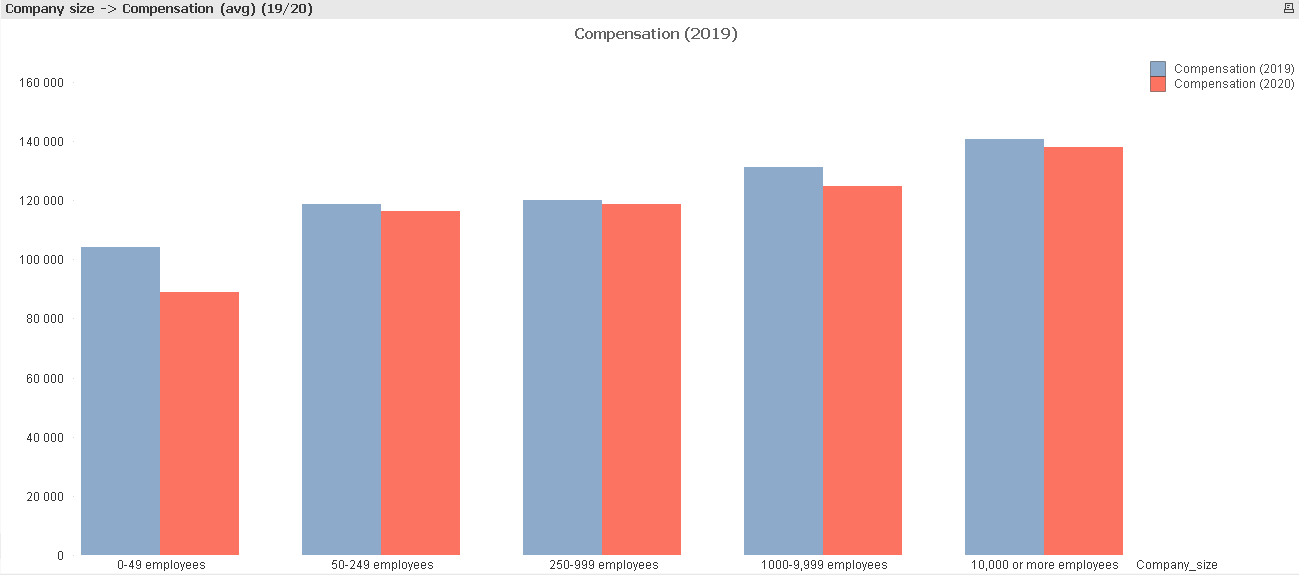 Company size -> Compensation (avg) (19/20)
Compensation (2019)
Compensation (2019)
Compensation (2020)
160 000
140 000
120 000
100 000
80 000
60 000
40 000
20 000
0
0-49 employees
50-249 employees
250-999 employees
1000-9,999 employees
10,000 or more employees
Company_size